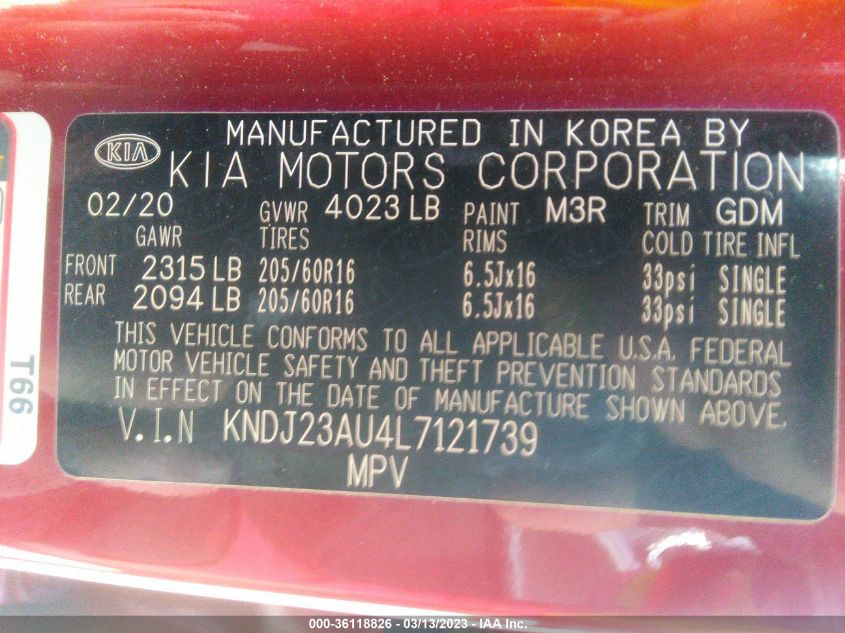 MANUFACTURED IN KOREA BY
KIA KIA MOTORS CORPORATION
02/20 GVWR 4023 LB PAINT M3R TRIM GDM
GAWR TIRES RIMS COLD TIRE INFL
FRONT 2315 LB 205/60R16 6.5Jx16 33psi SINGLE
REAR 2094 LB 205/60R16 6.5Jx16 33psi SINGLE
THIS VEHICLE CONFORMS TO ALL APPLICABLE U.S.A. FEDERAL
MOTOR VEHICLE SAFETY AND THEFT PREVENTION STANDARDS
IN EFFECT ON THE DATE OF MANUFACTURE SHOWN ABOVE.
V.I.N KNDJ23AU4L7121739
MPV
T66
000-36118826 - 03/13/2023 - IAA Inc.